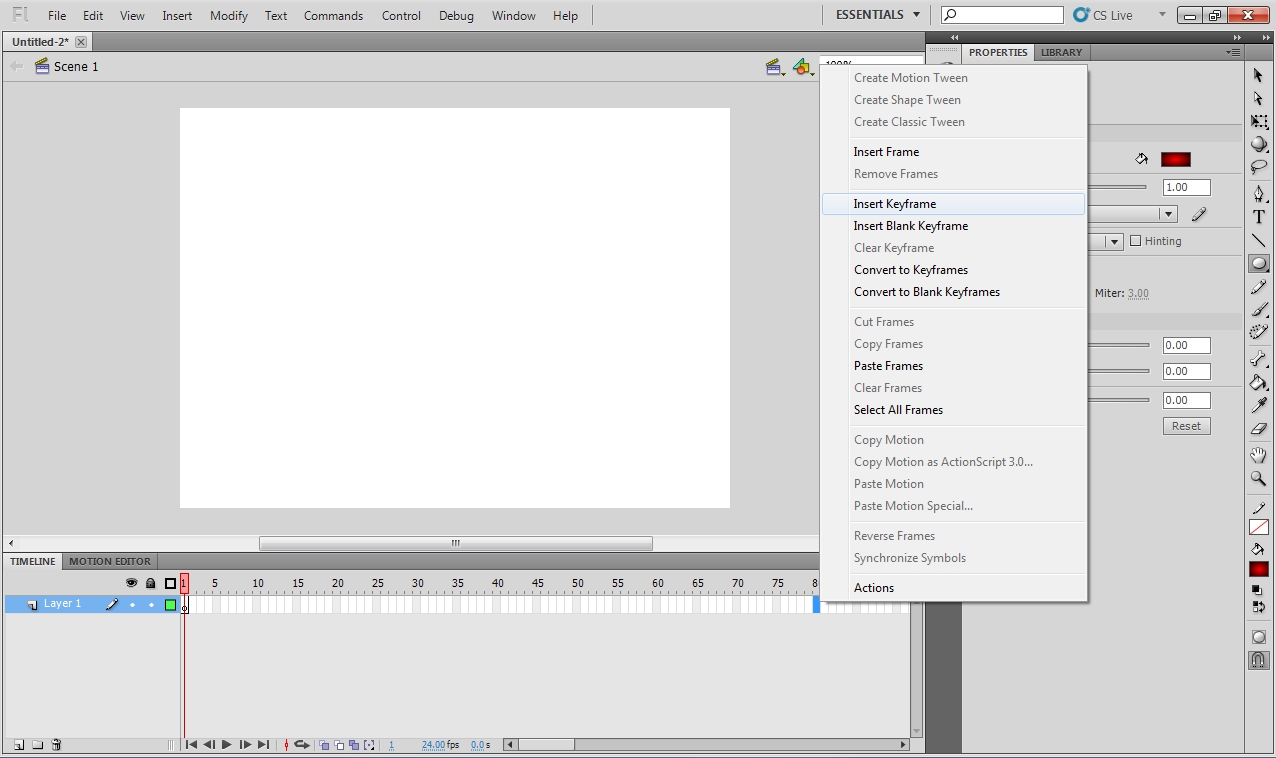 Fl File Edit View Insert Modify Text Commands Control Debug Window Help ESSENTIALS CS Live
Untitled-2* PROPERTIES LIBRARY
Scene 1
Create Motion Tween
Create Shape Tween
Create Classic Tween
Insert Frame
Remove Frames
1.00
Insert Keyframe
Insert Blank Keyframe
Hinting
Clear Keyframe
Convert to Keyframes
Convert to Blank Keyframes
Miter: 3.00
Cut Frames
Copy Frames
0.00
Paste Frames
0.00
Clear Frames
0.00
Select All Frames
Reset
Copy Motion
Copy Motion as ActionScript 3.0...
Paste Motion
Paste Motion Special...
Reverse Frames
Synchronize Symbols
Actions
TIMELINE MOTION EDITOR
1 5 10 15 20 25 30 35 40 45 50 55 60 65 70 75 8
Layer 1
1 24.00 fps 0.0 s